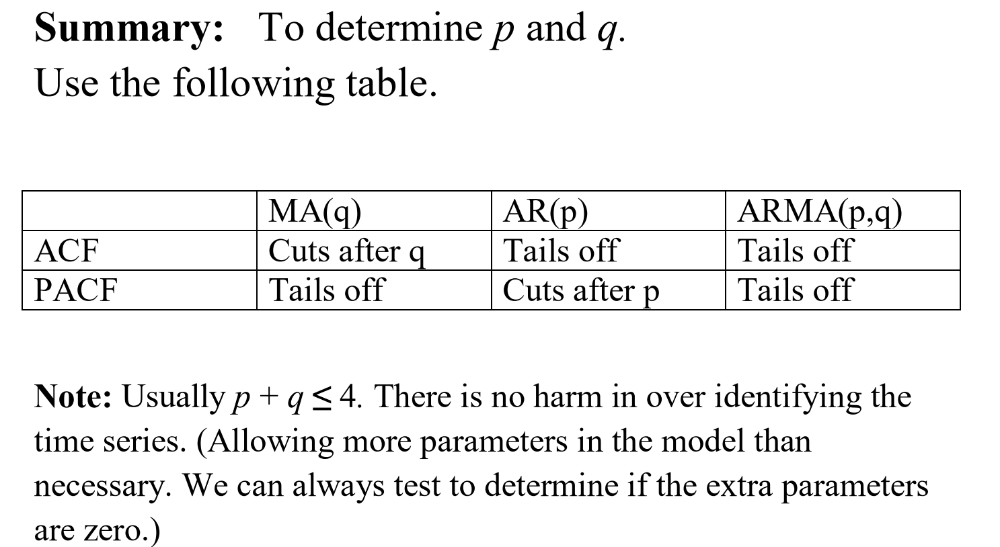 Summary: To determine p and q.
Use the following table.
MA(q) AR(p) ARMA(p,q)
ACF Cuts after q Tails off Tails off
PACF Tails off Cuts after p Tails off
Note: Usually p + q ≤ 4. There is no harm in over identifying the
time series. (Allowing more parameters in the model than
necessary. We can always test to determine if the extra parameters
are zero.)